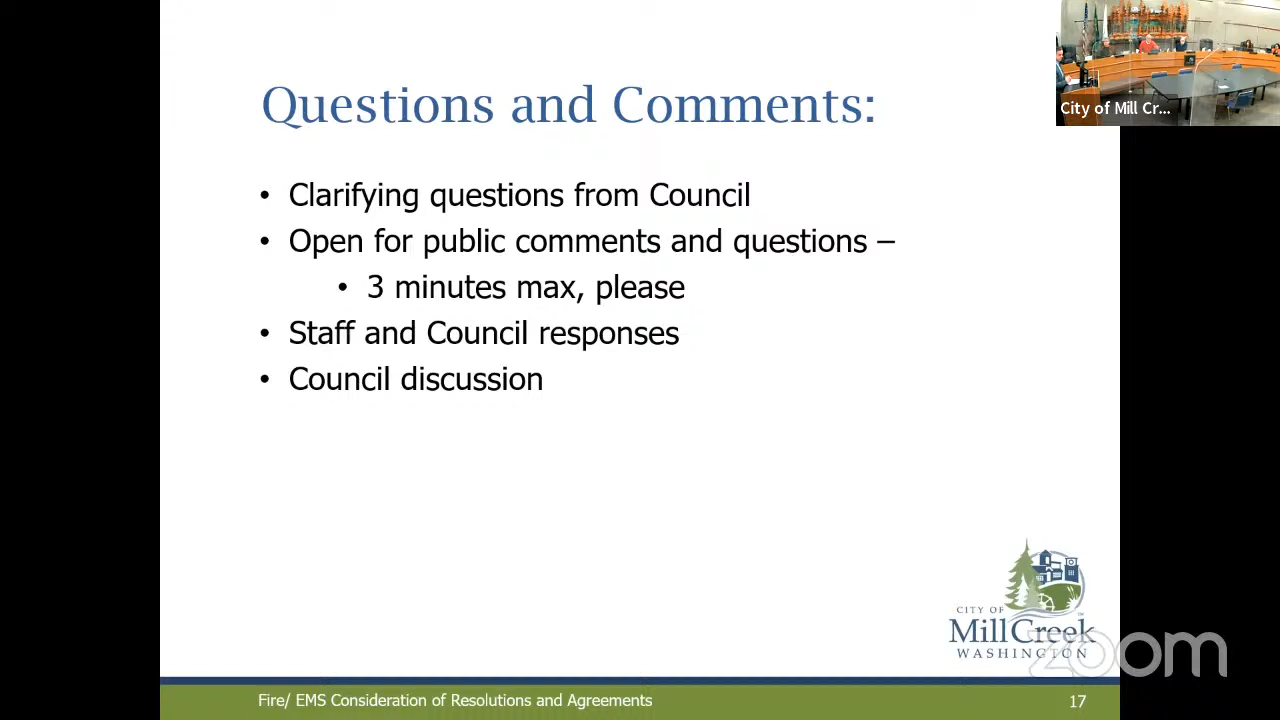 Questions and Comments:
City of Mill Cr...
• Clarifying questions from Council
• Open for public comments and questions –
• 3 minutes max, please
• Staff and Council responses
• Council discussion
CITY OF
Mill Creek
WASHINGTON
zoom
Fire/ EMS Consideration of Resolutions and Agreements
17